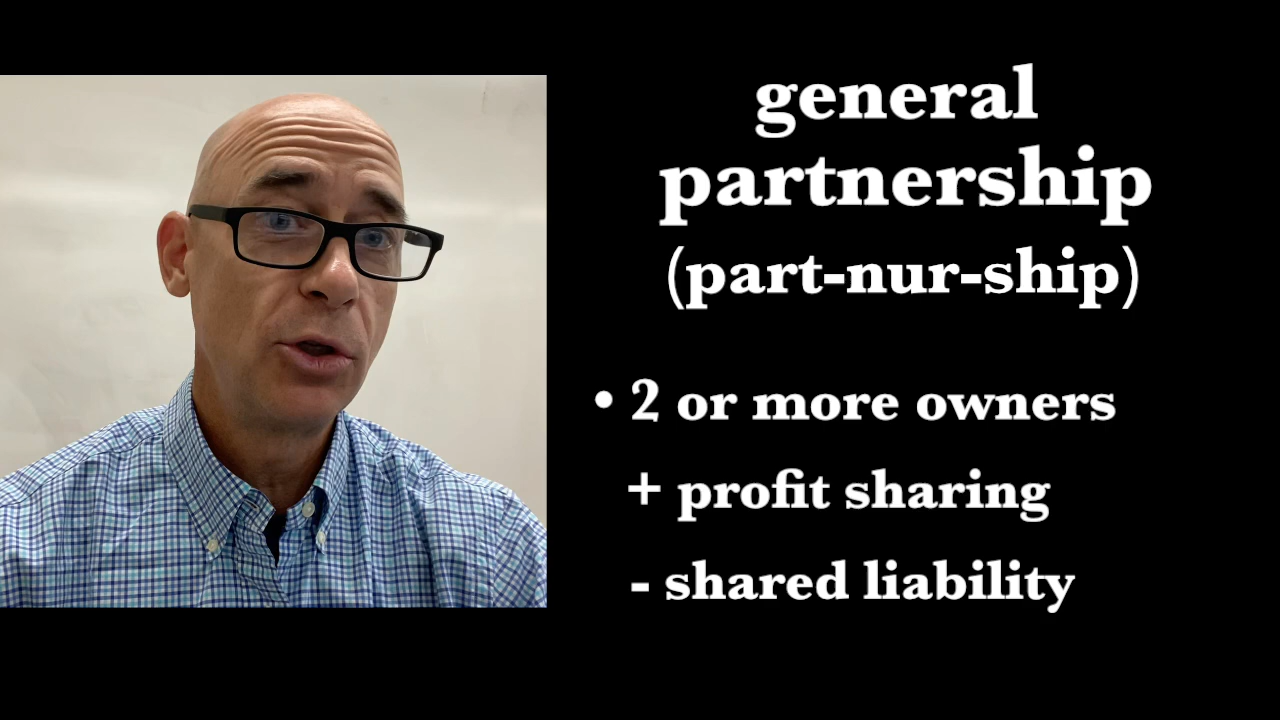 general
partnership
(part-nur-ship)
• 2 or more owners
+ profit sharing
- shared liability